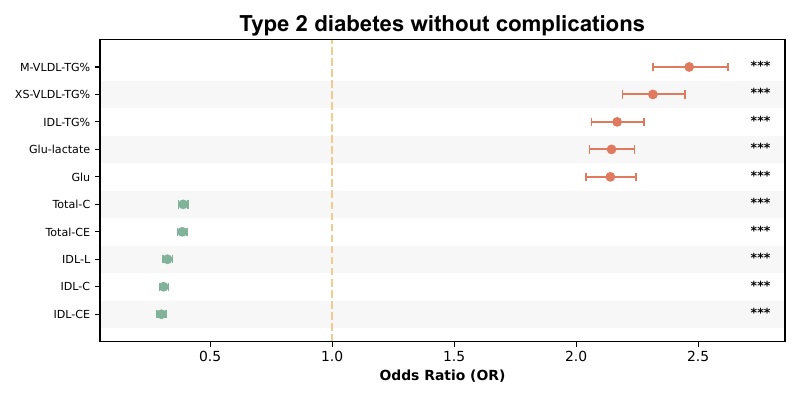 Type 2 diabetes without complications
M-VLDL-TG% ***
XS-VLDL-TG% ***
IDL-TG% ***
Glu-lactate ***
Glu ***
Total-C ***
Total-CE ***
IDL-L ***
IDL-C ***
IDL-CE ***
0.5 1.0 1.5 2.0 2.5
Odds Ratio (OR)